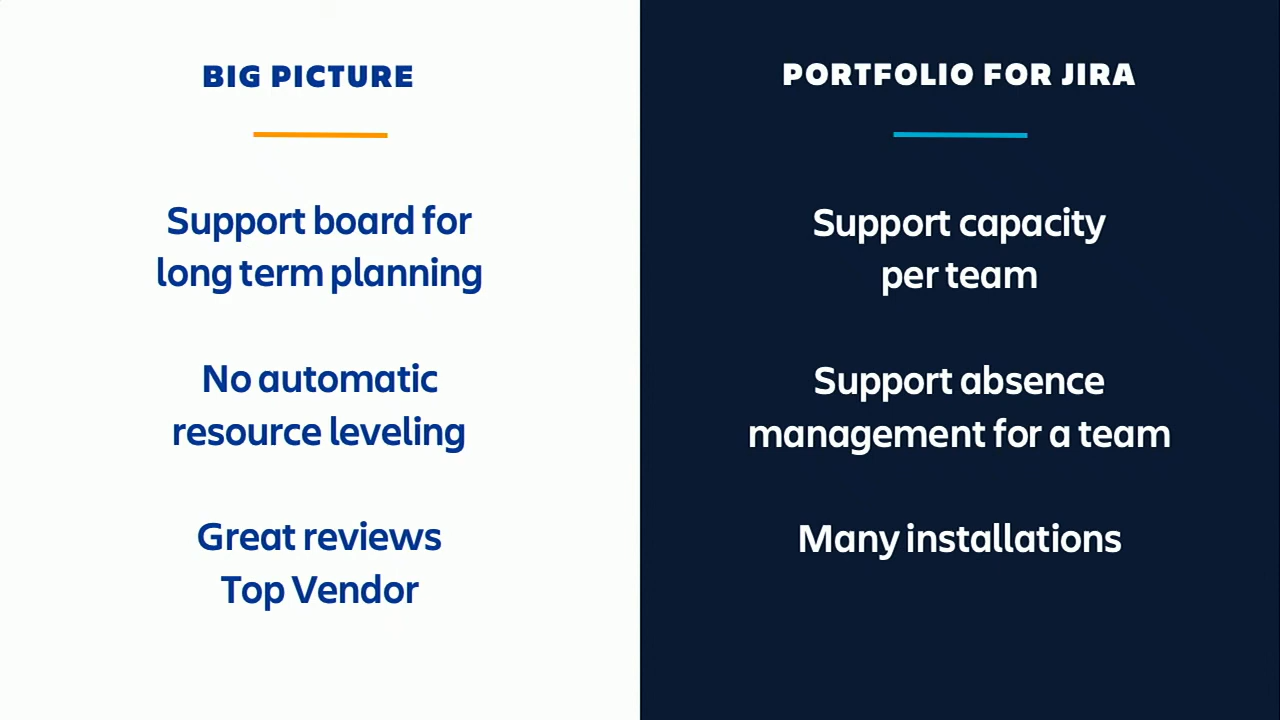 BIG PICTURE
Support board for
long term planning
No automatic
resource leveling
Great reviews
Top Vendor
PORTFOLIO FOR JIRA
Support capacity
per team
Support absence
management for a team
Many installations